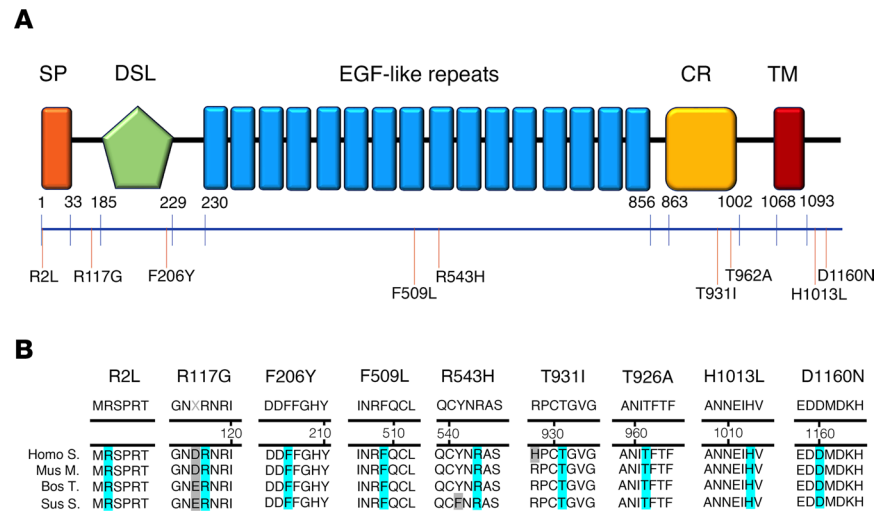 A
SP DSL EGF-like repeats CR TM
1 33 185 229 230 856 863 1002 1068 1093
R2L R117G F206Y F509L R543H T931I T962A H1013L D1160N
B
R2L R117G F206Y F509L R543H T931I T926A H1013L D1160N
MRSPRT GNXRNRI DDFFGHY INRFQCL QCYNRAS RPCTGVG ANITFTF ANNEIHV EDDMDKH
120 210 510 540 930 960 1010 1160
Homo S. MRSPRT GNDRNRI DDFFGHY INRFQCL QCYNRAS HPCTGVG ANITFTF ANNEIHV EDDMDKH
Mus M. MRSPRT GNDRNRI DDFFGHY INRFQCL QCYNRAS RPCTGVG ANITFTF ANNEIHV EDDMDKH
Bos T. MRSPRT GNERNRI DDFFGHY INRFQCL QCYNRAS RPCTGVG ANITFTF ANNEIHV EDDMDKH
Sus S. MRSPRT GNERNRI DDFFGHY INRFQCL QCFNRAS RPCTGVG ANITFTF ANNEIHV EDDMDKH